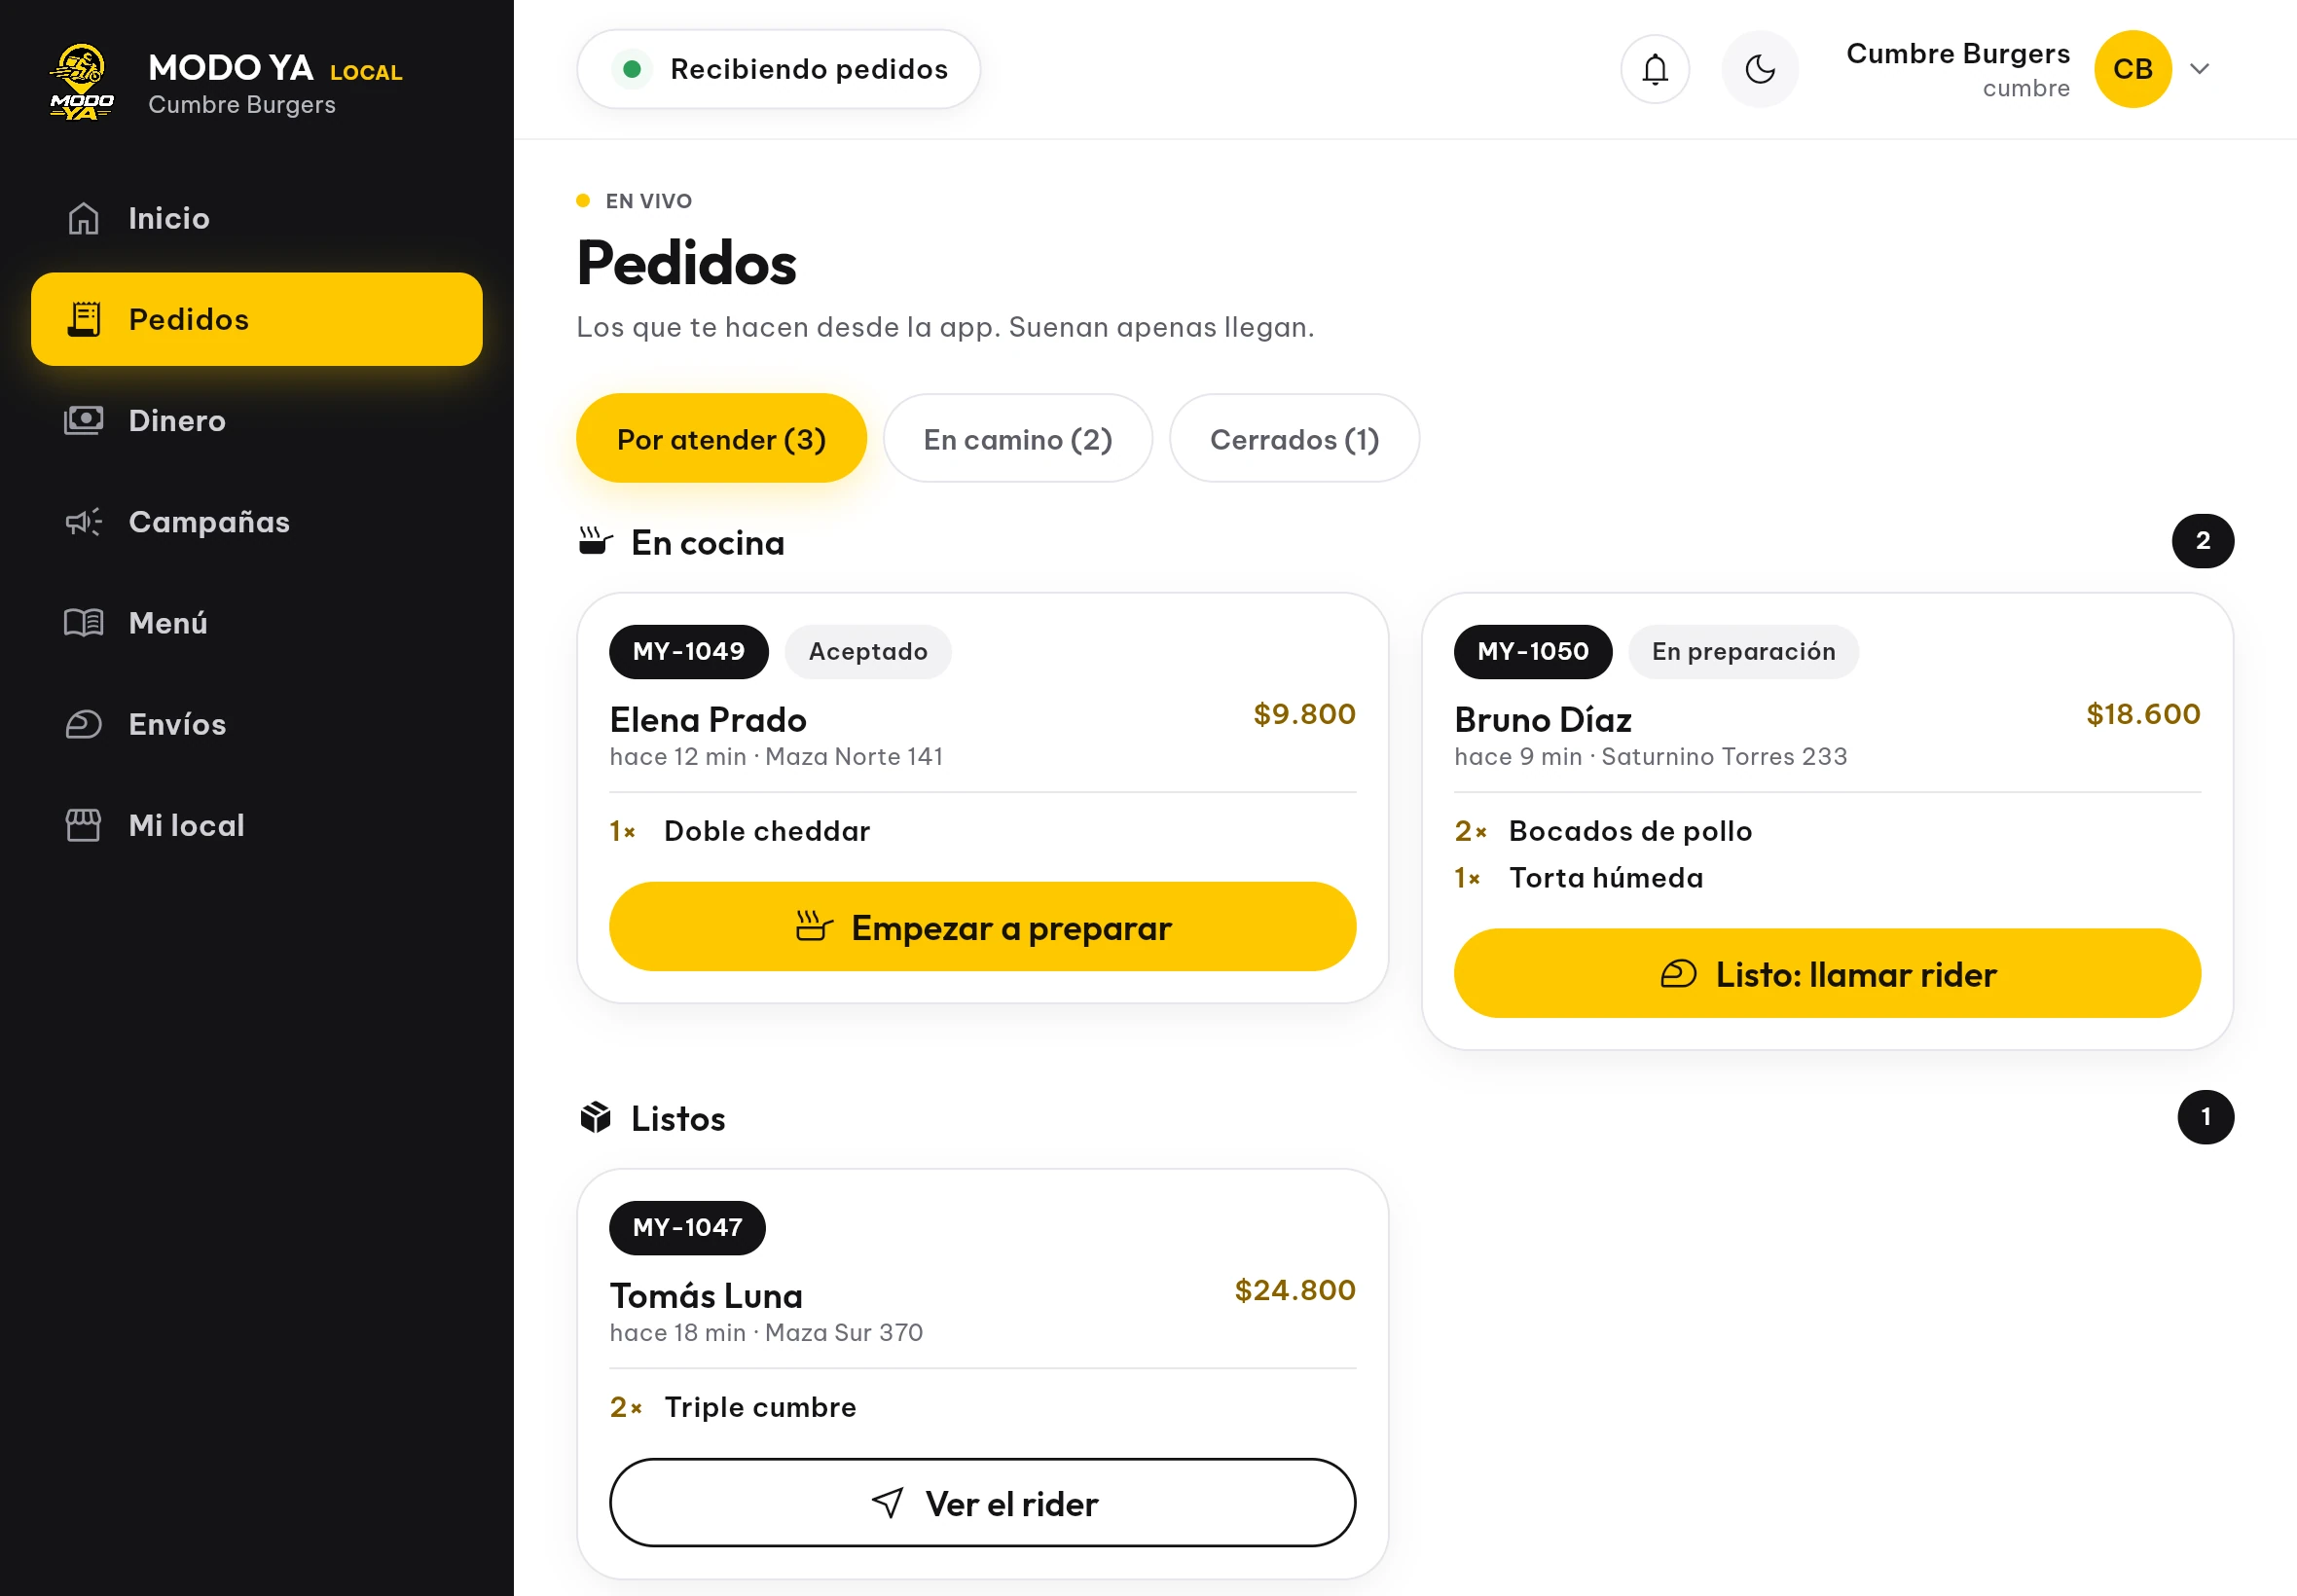 MODO YA
MODO YA LOCAL
Cumbre Burgers
Inicio
Pedidos
Dinero
Campañas
Menú
Envíos
Mi local
Recibiendo pedidos
Cumbre Burgers
cumbre
CB
EN VIVO
Pedidos
Los que te hacen desde la app. Suenan apenas llegan.
Por atender (3)
En camino (2)
Cerrados (1)
En cocina
2
MY-1049
Aceptado
Elena Prado
$9.800
hace 12 min · Maza Norte 141
1× Doble cheddar
Empezar a preparar
MY-1050
En preparación
Bruno Díaz
$18.600
hace 9 min · Saturnino Torres 233
2× Bocados de pollo
1× Torta húmeda
Listo: llamar rider
Listos
1
MY-1047
Tomás Luna
$24.800
hace 18 min · Maza Sur 370
2× Triple cumbre
Ver el rider